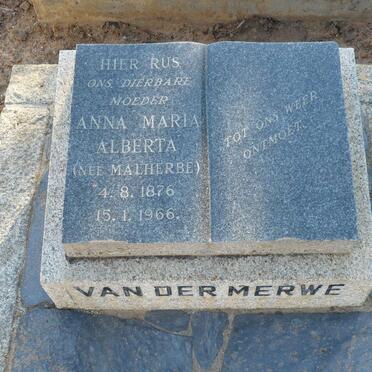 HIER RUS
ONS DIERBARE
MOEDER
ANNA MARIA
ALBERTA
(NEE MALHERBE)
4. 8. 1876
15. 1. 1966.
TOT ONS WEER
ONTMOET.
VAN DER MERWE